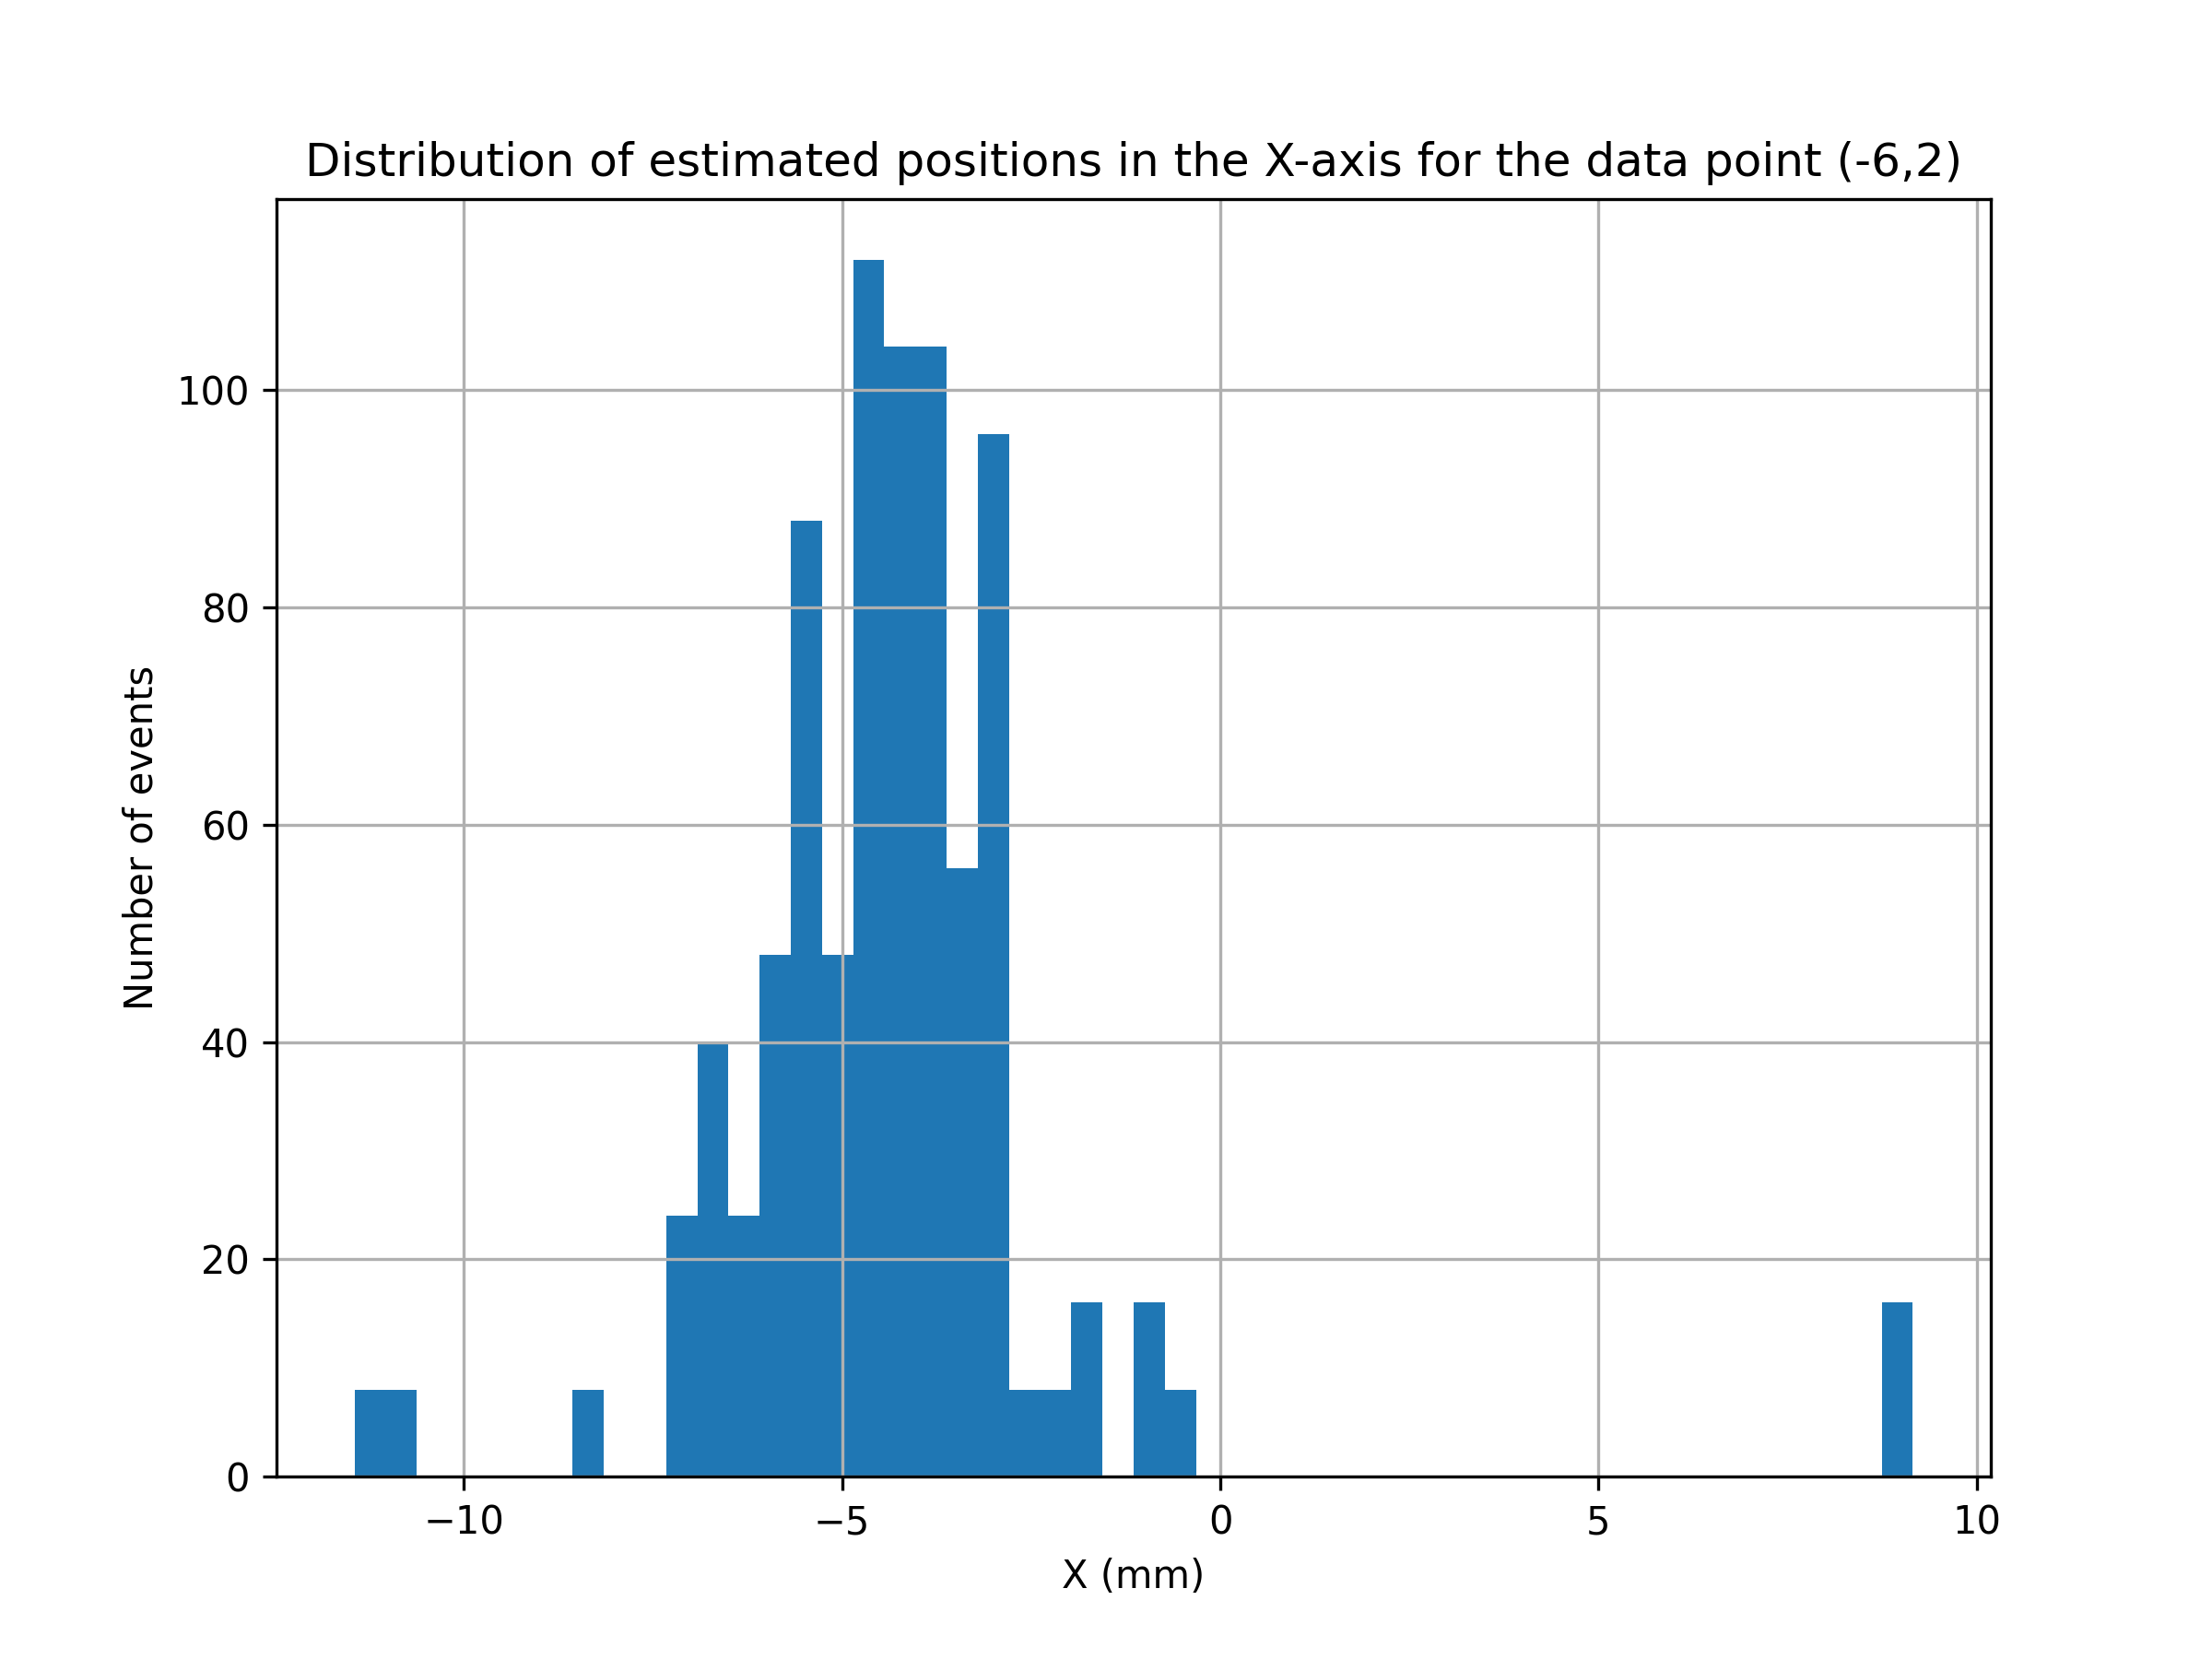 Distribution of estimated positions in the X-axis for the data point (-6,2)
100
80
60
40
20
0
Number of events
−10 −5 0 5 10
X (mm)